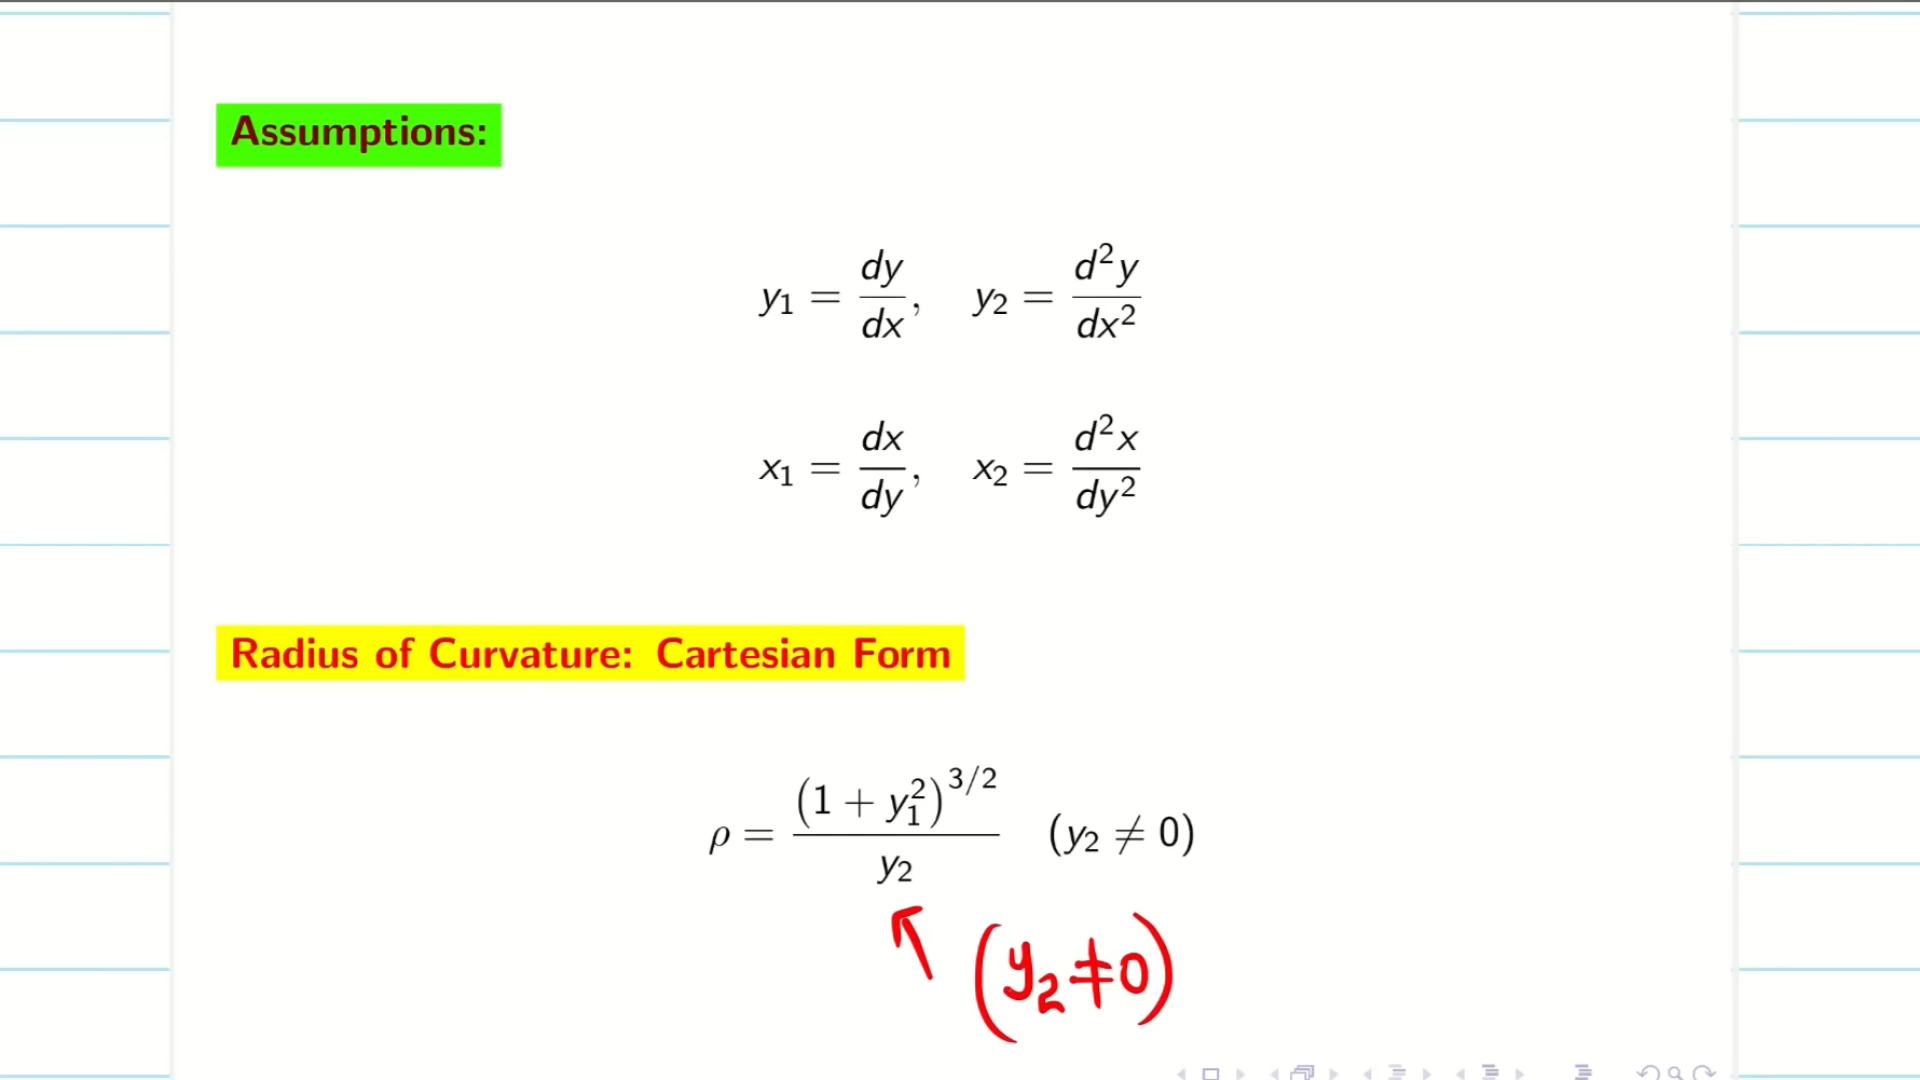 Assumptions:
y₁ = dy/dx, y₂ = d²y/dx²
x₁ = dx/dy, x₂ = d²x/dy²
Radius of Curvature: Cartesian Form
ρ = (1 + y₁²)^{3/2} / y₂ (y₂ ≠ 0)
(y₂ ≠ 0)